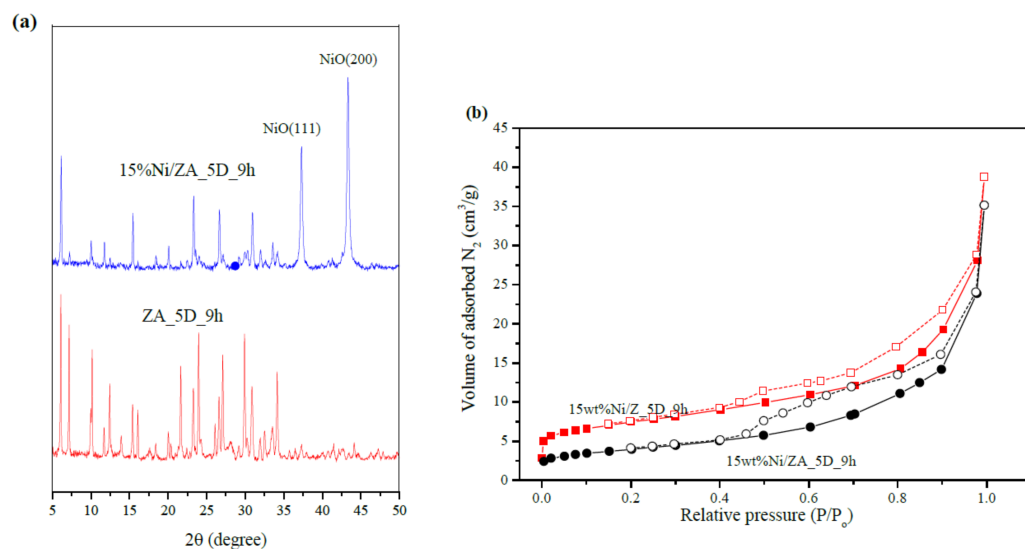 (a)
NiO(200)
NiO(111)
15%Ni/ZA_5D_9h
ZA_5D_9h
5 10 15 20 25 30 35 40 45 50
2θ (degree)
(b)
Volume of adsorbed N2 (cm3/g)
45
40
35
30
25
20
15
10
5
0
15wt%Ni/Z_5D_9h
15wt%Ni/ZA_5D_9h
0.0 0.2 0.4 0.6 0.8 1.0
Relative pressure (P/Po)